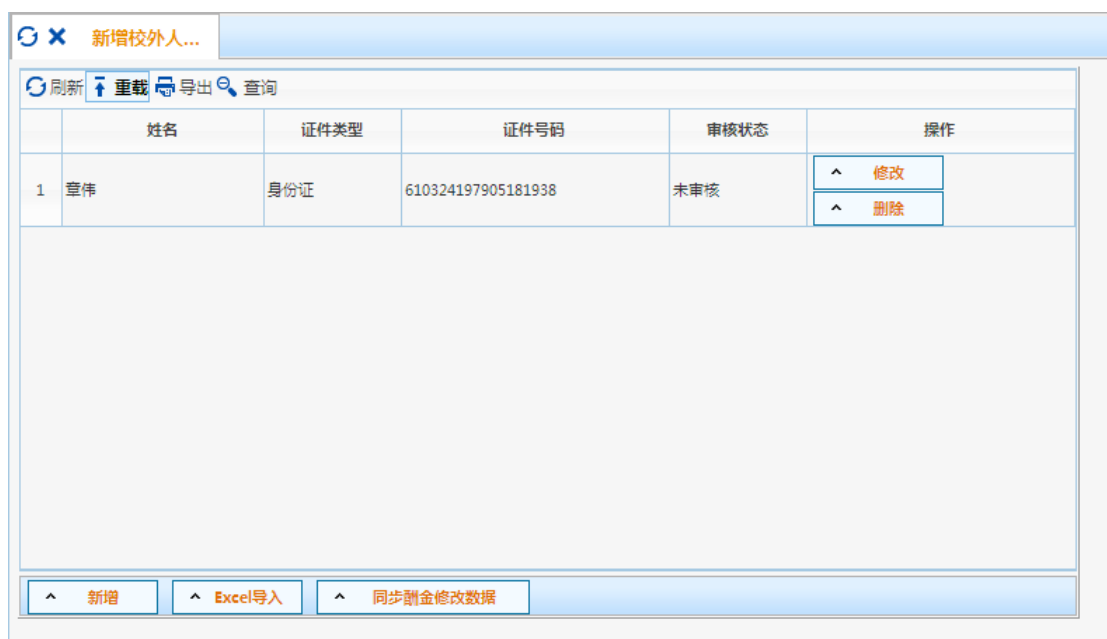 新增校外人...
刷新 重载 导出 查询
姓名 证件类型 证件号码 审核状态 操作
1 章伟 身份证 610324197905181938 未审核 修改
删除
新增 Excel导入 同步酬金修改数据